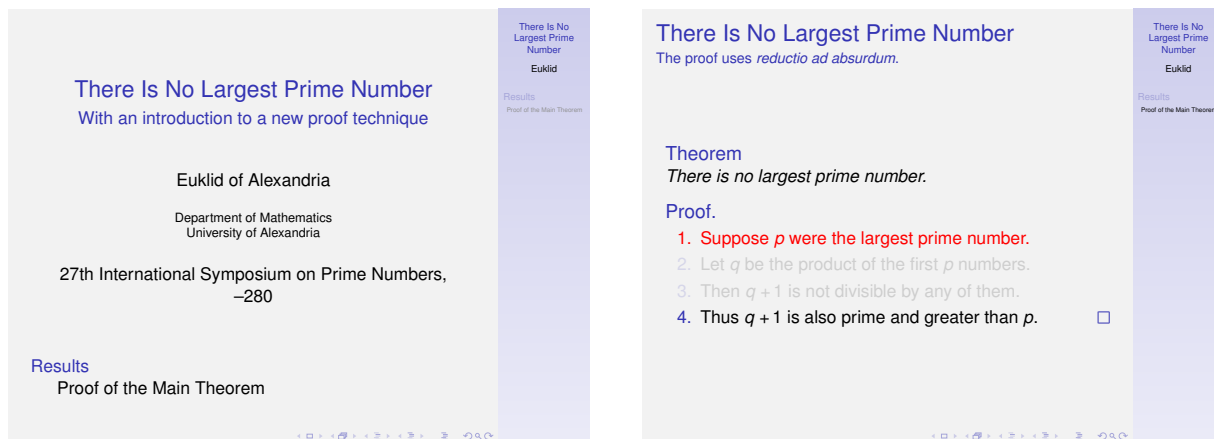 There Is No Largest Prime Number
With an introduction to a new proof technique
Euklid of Alexandria
Department of Mathematics
University of Alexandria
27th International Symposium on Prime Numbers,
–280
Results
Proof of the Main Theorem
There Is No
Largest Prime
Number
Euklid
Results
Proof of the Main Theorem
There Is No Largest Prime Number
The proof uses reductio ad absurdum.
Theorem
There is no largest prime number.
Proof.
1. Suppose p were the largest prime number.
2. Let q be the product of the first p numbers.
3. Then q + 1 is not divisible by any of them.
4. Thus q + 1 is also prime and greater than p. □
There Is No
Largest Prime
Number
Euklid
Results
Proof of the Main Theorem